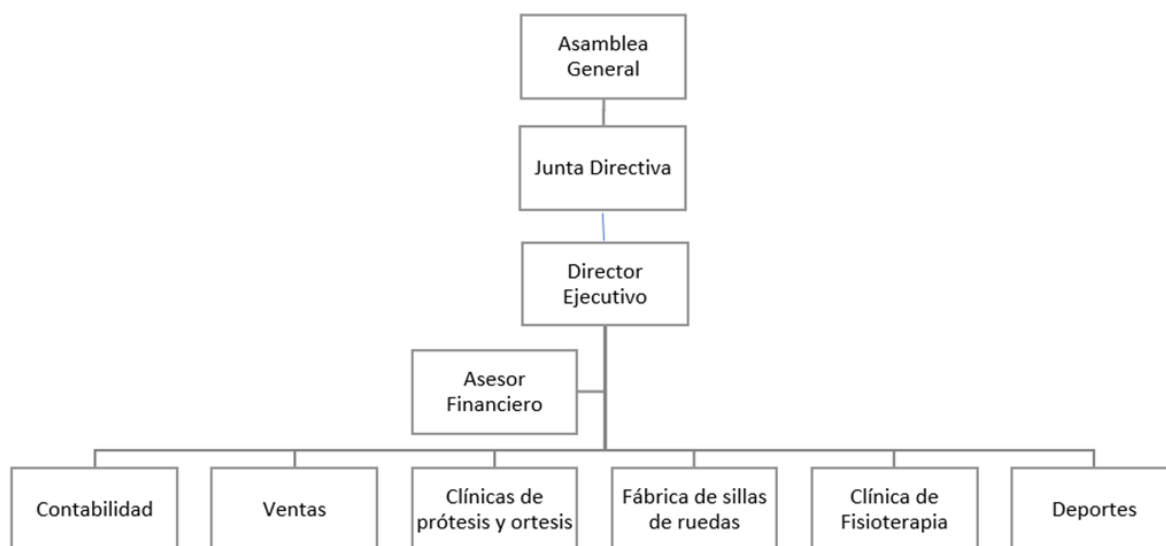 Asamblea
General
Junta Directiva
Director
Ejecutivo
Asesor
Financiero
Contabilidad
Ventas
Clínicas de
prótesis y ortesis
Fábrica de sillas
de ruedas
Clínica de
Fisioterapia
Deportes